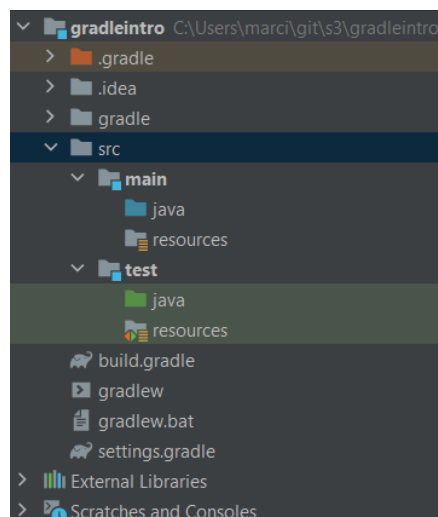 gradleintro C:\Users\marci\git\s3\gradleintro
.gradle
.idea
gradle
src
main
java
resources
test
java
resources
build.gradle
gradlew
gradlew.bat
settings.gradle
External Libraries
Scratches and Consoles